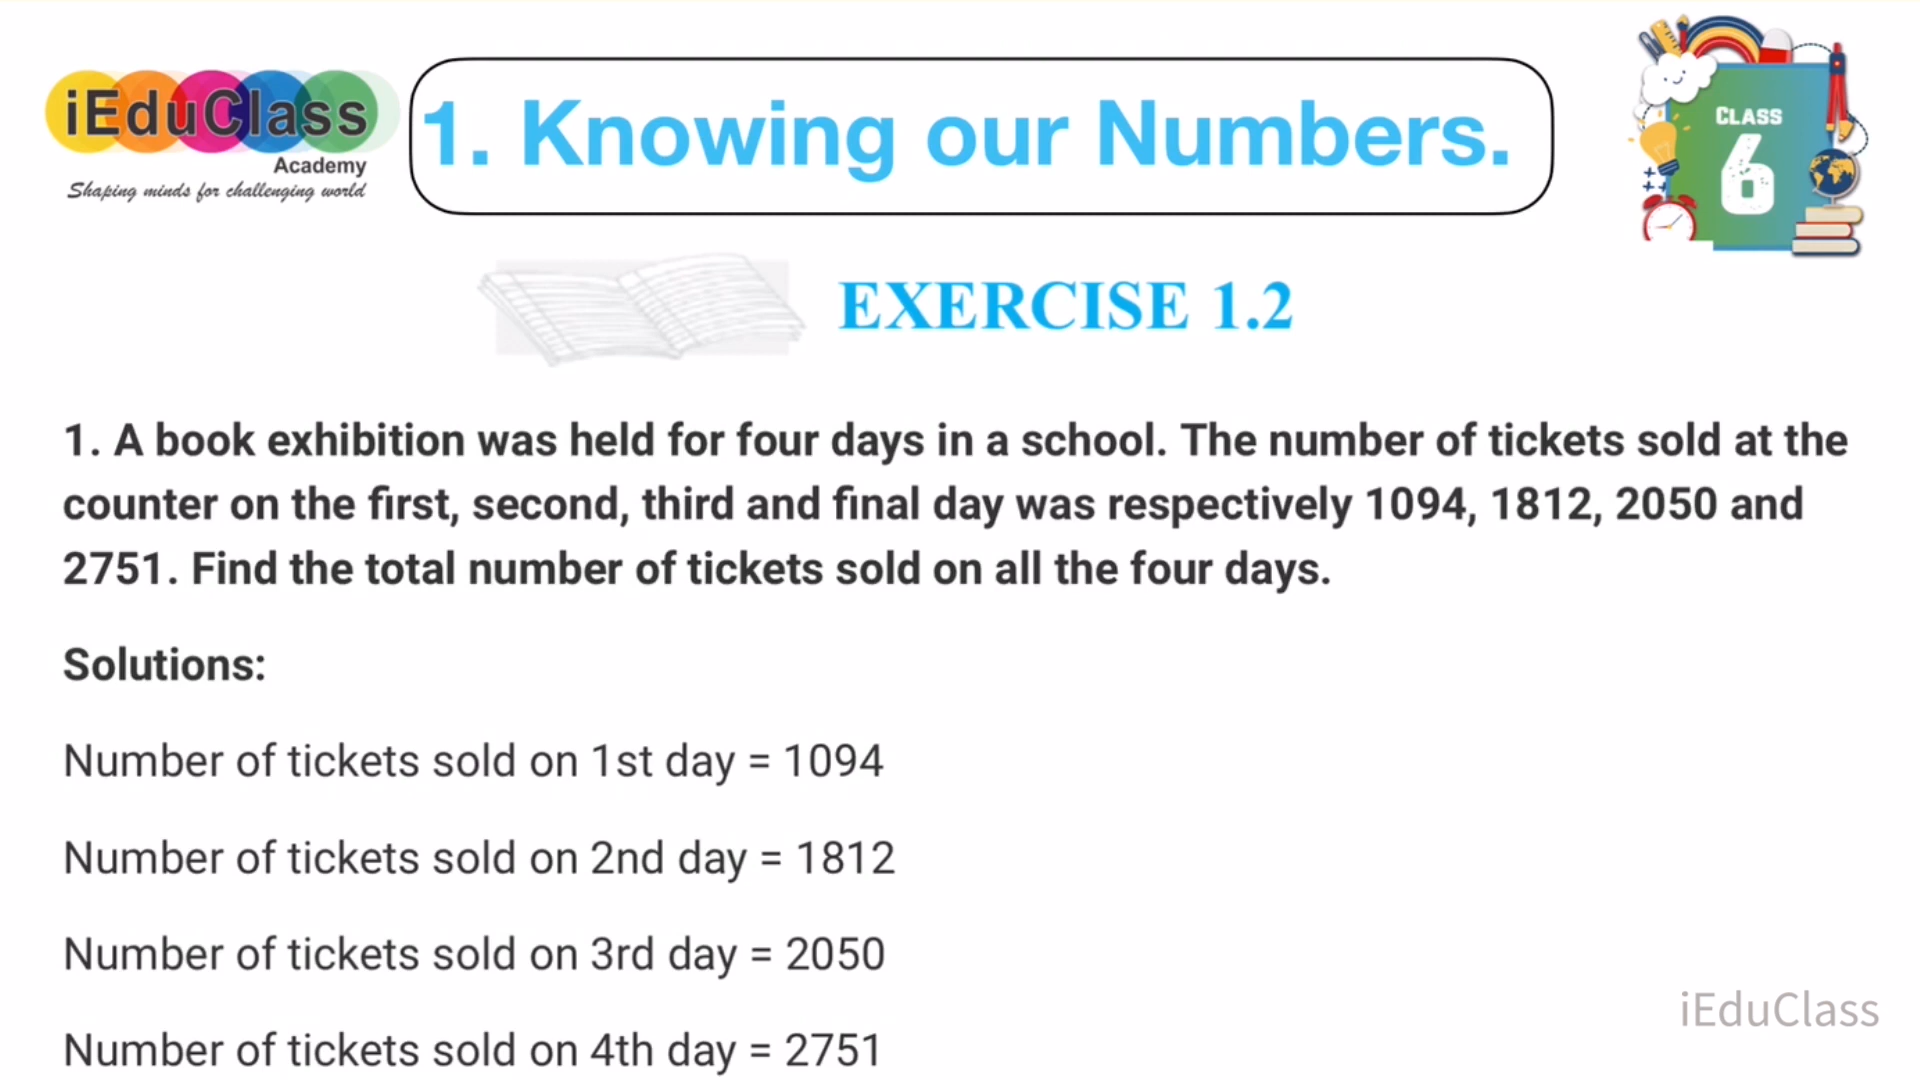 iEduClass
Academy
Shaping minds for challenging world
1. Knowing our Numbers.
CLASS
6
EXERCISE 1.2
1. A book exhibition was held for four days in a school. The number of tickets sold at the
counter on the first, second, third and final day was respectively 1094, 1812, 2050 and
2751. Find the total number of tickets sold on all the four days.
Solutions:
Number of tickets sold on 1st day = 1094
Number of tickets sold on 2nd day = 1812
Number of tickets sold on 3rd day = 2050
Number of tickets sold on 4th day = 2751
iEduClass